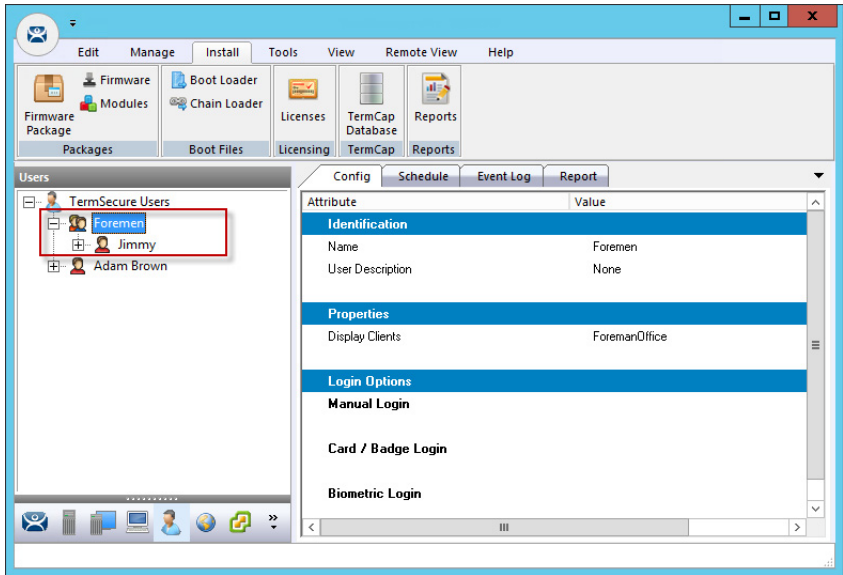 Edit Manage Install Tools View Remote View Help
Firmware Package
Firmware
Modules
Packages
Boot Loader
Chain Loader
Boot Files
Licenses
Licensing
TermCap Database
TermCap
Reports
Reports
Users
TermSecure Users
Foremen
Jimmy
Adam Brown
Config Schedule Event Log Report
Attribute Value
Identification
Name Foremen
User Description None
Properties
Display Clients ForemanOffice
Login Options
Manual Login
Card / Badge Login
Biometric Login